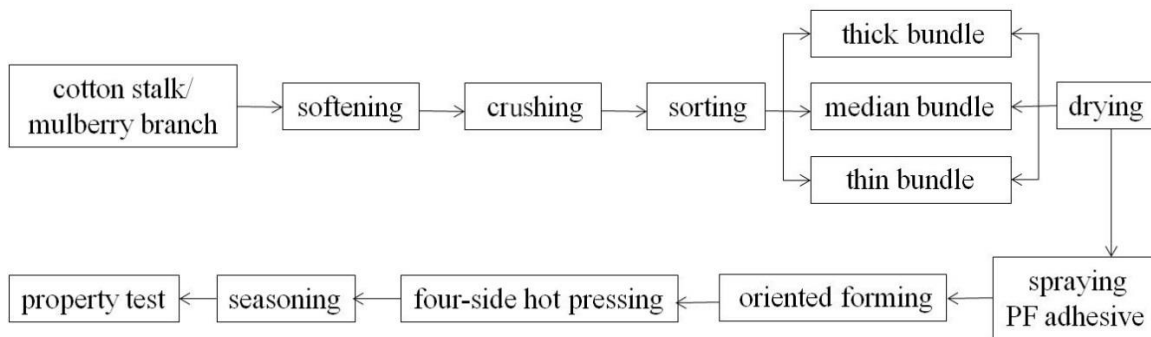 cotton stalk/
mulberry branch
softening
crushing
sorting
thick bundle
median bundle
thin bundle
drying
spraying
PF adhesive
oriented forming
four-side hot pressing
seasoning
property test